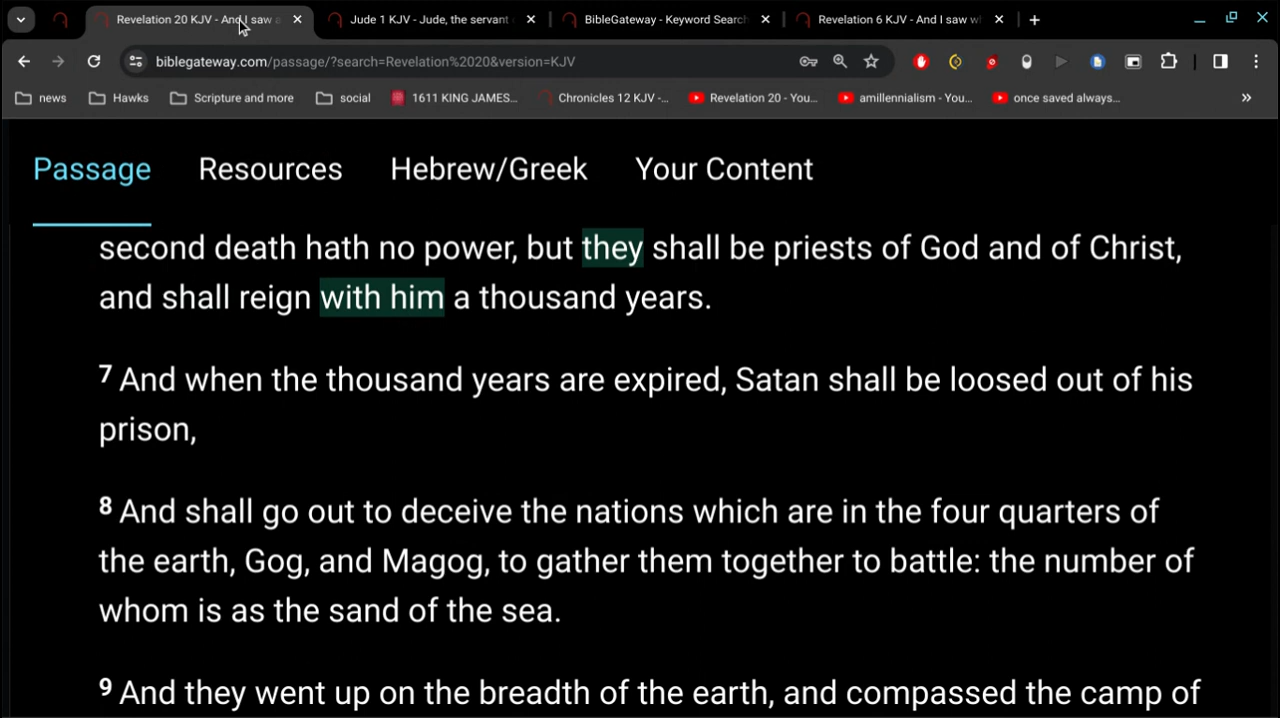 Revelation 20 KJV - And I saw a
Jude 1 KJV - Jude, the servant
BibleGateway - Keyword Search
Revelation 6 KJV - And I saw w
biblegateway.com/passage/?search=Revelation%2020&version=KJV
news
Hawks
Scripture and more
social
1611 KING JAMES...
Chronicles 12 KJV -...
Revelation 20 - You...
amillennialism - You...
once saved always...
Passage
Resources
Hebrew/Greek
Your Content
second death hath no power, but they shall be priests of God and of Christ,
and shall reign with him a thousand years.
7 And when the thousand years are expired, Satan shall be loosed out of his
prison,
8 And shall go out to deceive the nations which are in the four quarters of
the earth, Gog, and Magog, to gather them together to battle: the number of
whom is as the sand of the sea.
9 And they went up on the breadth of the earth, and compassed the camp of